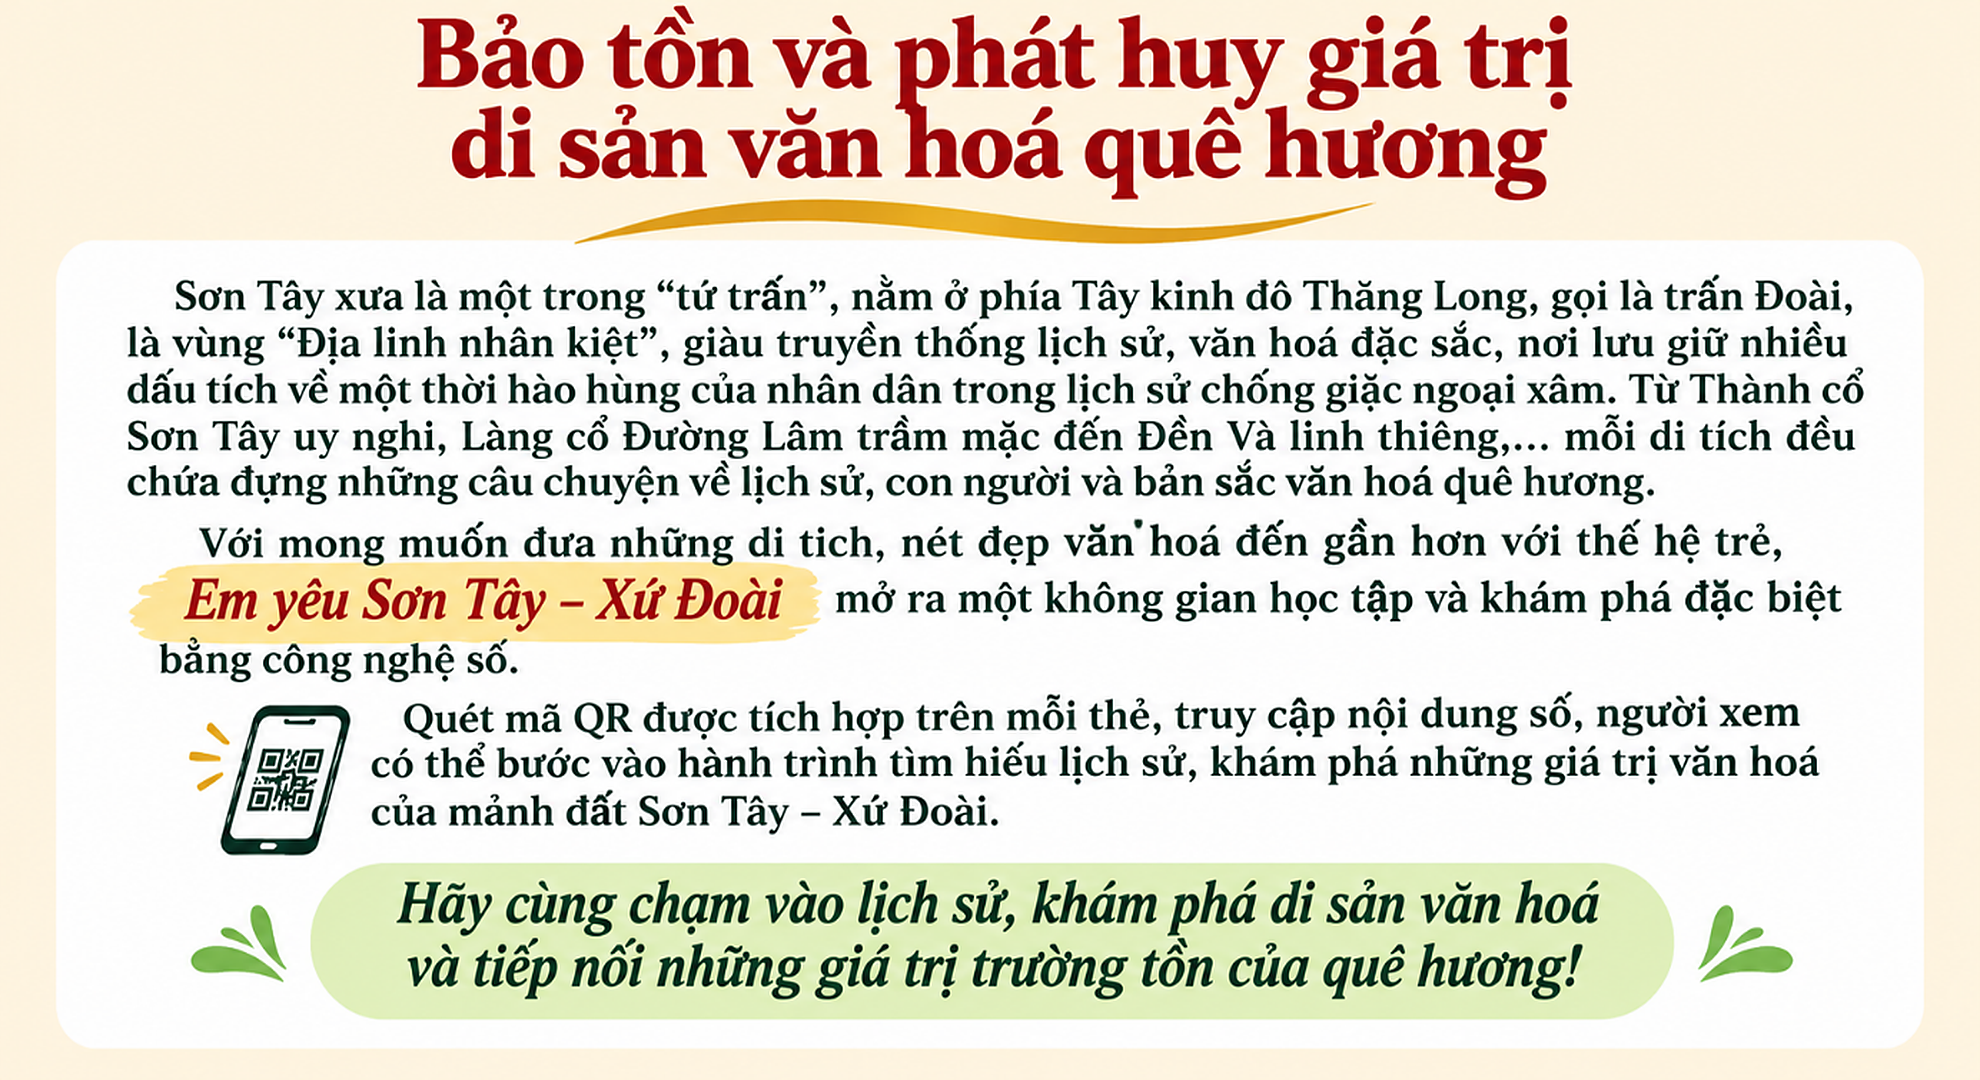 Bảo tồn và phát huy giá trị
di sản văn hoá quê hương
Sơn Tây xưa là một trong “tứ trấn”, nằm ở phía Tây kinh đô Thăng Long, gọi là trấn Đoài,
là vùng “Địa linh nhân kiệt”, giàu truyền thống lịch sử, văn hoá đặc sắc, nơi lưu giữ nhiều
dấu tích về một thời hào hùng của nhân dân trong lịch sử chống giặc ngoại xâm. Từ Thành cổ
Sơn Tây uy nghi, Làng cổ Đường Lâm trầm mặc đến Đền Và linh thiêng,... mỗi di tích đều
chứa đựng những câu chuyện về lịch sử, con người và bản sắc văn hoá quê hương.
Với mong muốn đưa những di tich, nét đẹp văn hoá đến gần hơn với thế hệ trẻ,
Em yêu Sơn Tây – Xứ Đoài mở ra một không gian học tập và khám phá đặc biệt
bằng công nghệ số.
Quét mã QR được tích hợp trên mỗi thẻ, truy cập nội dung số, người xem
có thể bước vào hành trình tìm hiếu lịch sử, khám phá những giá trị văn hoá
của mảnh đất Sơn Tây – Xứ Đoài.
Hãy cùng chạm vào lịch sử, khám phá di sản văn hoá
và tiếp nối những giá trị trường tồn của quê hương!